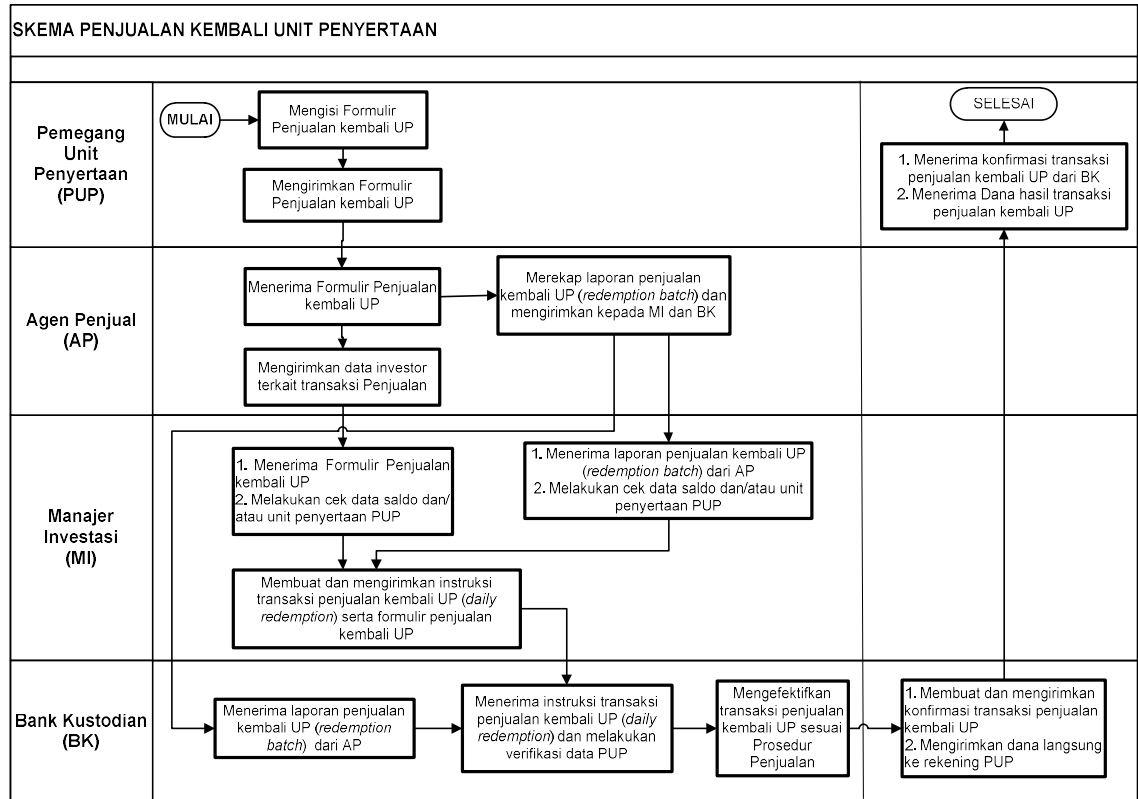 SKEMA PENJUALAN KEMBALI UNIT PENYERTAAN
Pemegang
Unit
Penyertaan
(PUP)
MULAI
Mengisi Formulir
Penjualan kembali UP
Mengirimkan Formulir
Penjualan kembali UP
SELESAI
1. Menerima konfirmasi transaksi
penjualan kembali UP dari BK
2. Menerima Dana hasil transaksi
penjualan kembali UP
Agen Penjual
(AP)
Menerima Formulir Penjualan
kembali UP
Merekap laporan penjualan
kembali UP (redemption batch) dan
mengirimkan kepada MI dan BK
Mengirimkan data investor
terkait transaksi Penjualan
Manajer
Investasi
(MI)
1. Menerima Formulir Penjualan
kembali UP
2. Melakukan cek data saldo dan/
atau unit penyertaan PUP
1. Menerima laporan penjualan kembali UP
(redemption batch) dari AP
2. Melakukan cek data saldo dan/atau unit
penyertaan PUP
Membuat dan mengirimkan instruksi
transaksi penjualan kembali UP (daily
redemption) serta formulir penjualan
kembali UP
Bank Kustodian
(BK)
Menerima laporan penjualan
kembali UP (redemption
batch) dari AP
Menerima instruksi transaksi
penjualan kembali UP (daily
redemption) dan melakukan
verifikasi data PUP
Mengefektifkan
transaksi penjualan
kembali UP sesuai
Prosedur
Penjualan
1. Membuat dan mengirimkan
konfirmasi transaksi penjualan
kembali UP
2. Mengirimkan dana langsung
ke rekening PUP